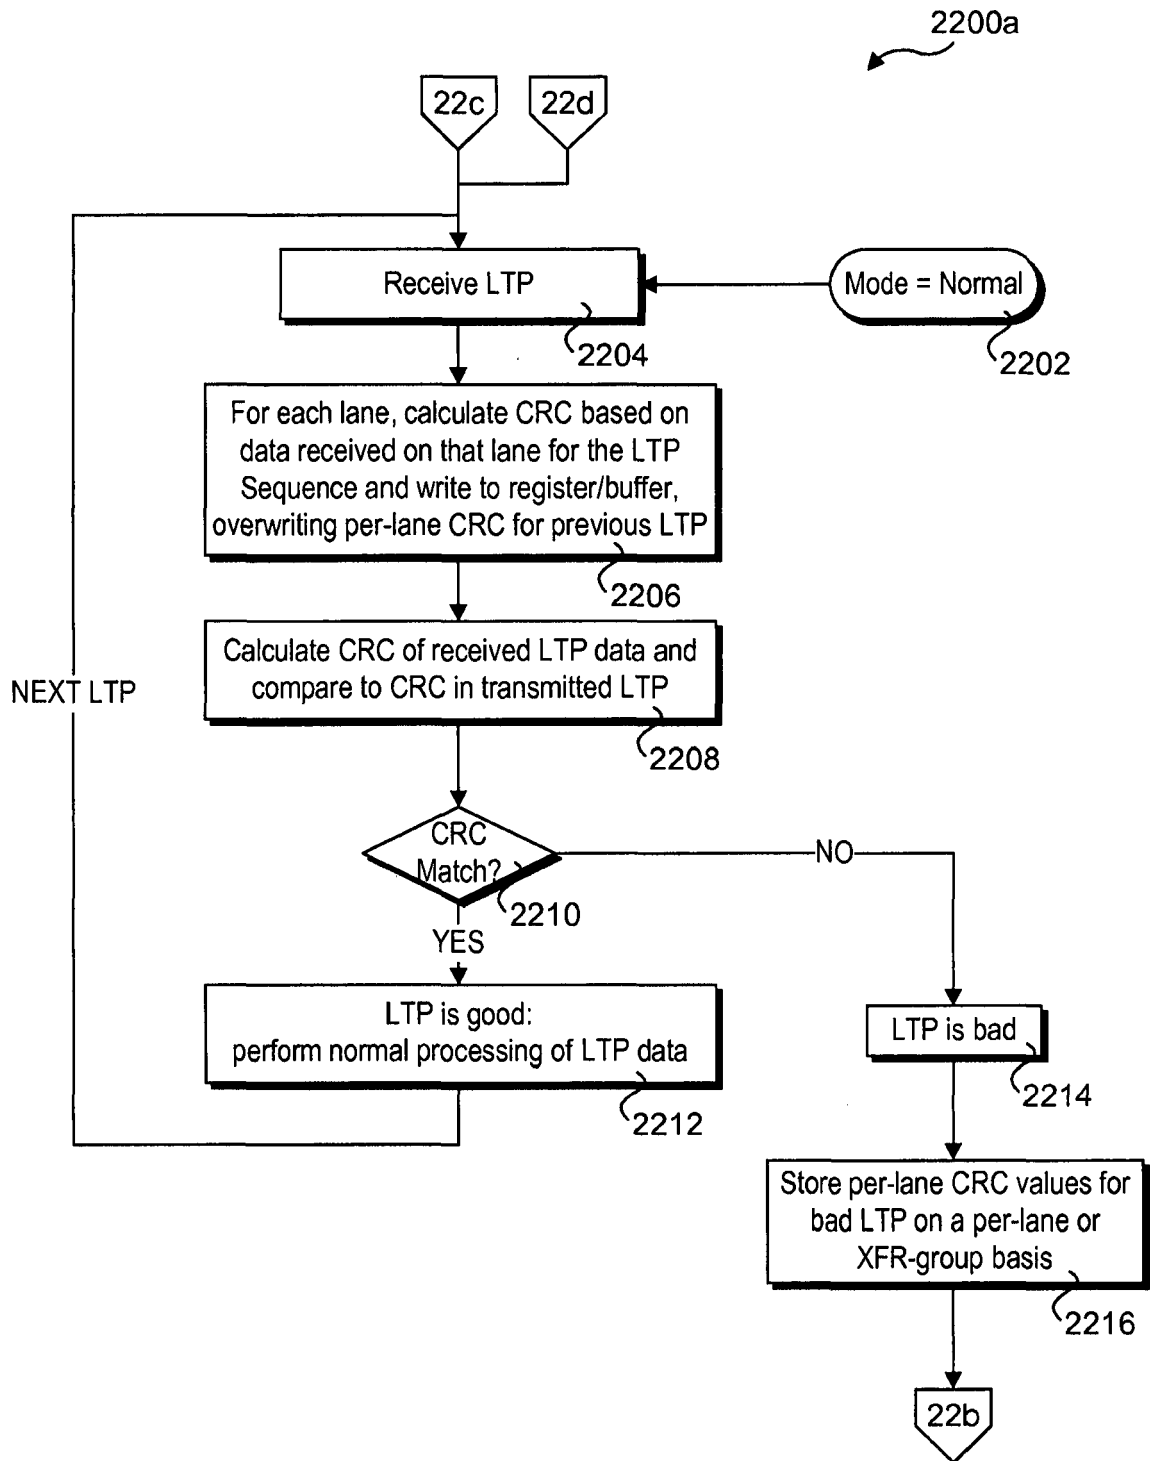 2200a
22c
22d
Receive LTP
2204
Mode = Normal
2202
For each lane, calculate CRC based on
data received on that lane for the LTP
Sequence and write to register/buffer,
overwriting per-lane CRC for previous LTP
2206
Calculate CRC of received LTP data and
compare to CRC in transmitted LTP
2208
NEXT LTP
CRC
Match?
2210
NO
YES
LTP is good:
perform normal processing of LTP data
2212
LTP is bad
2214
Store per-lane CRC values for
bad LTP on a per-lane or
XFR-group basis
2216
22b